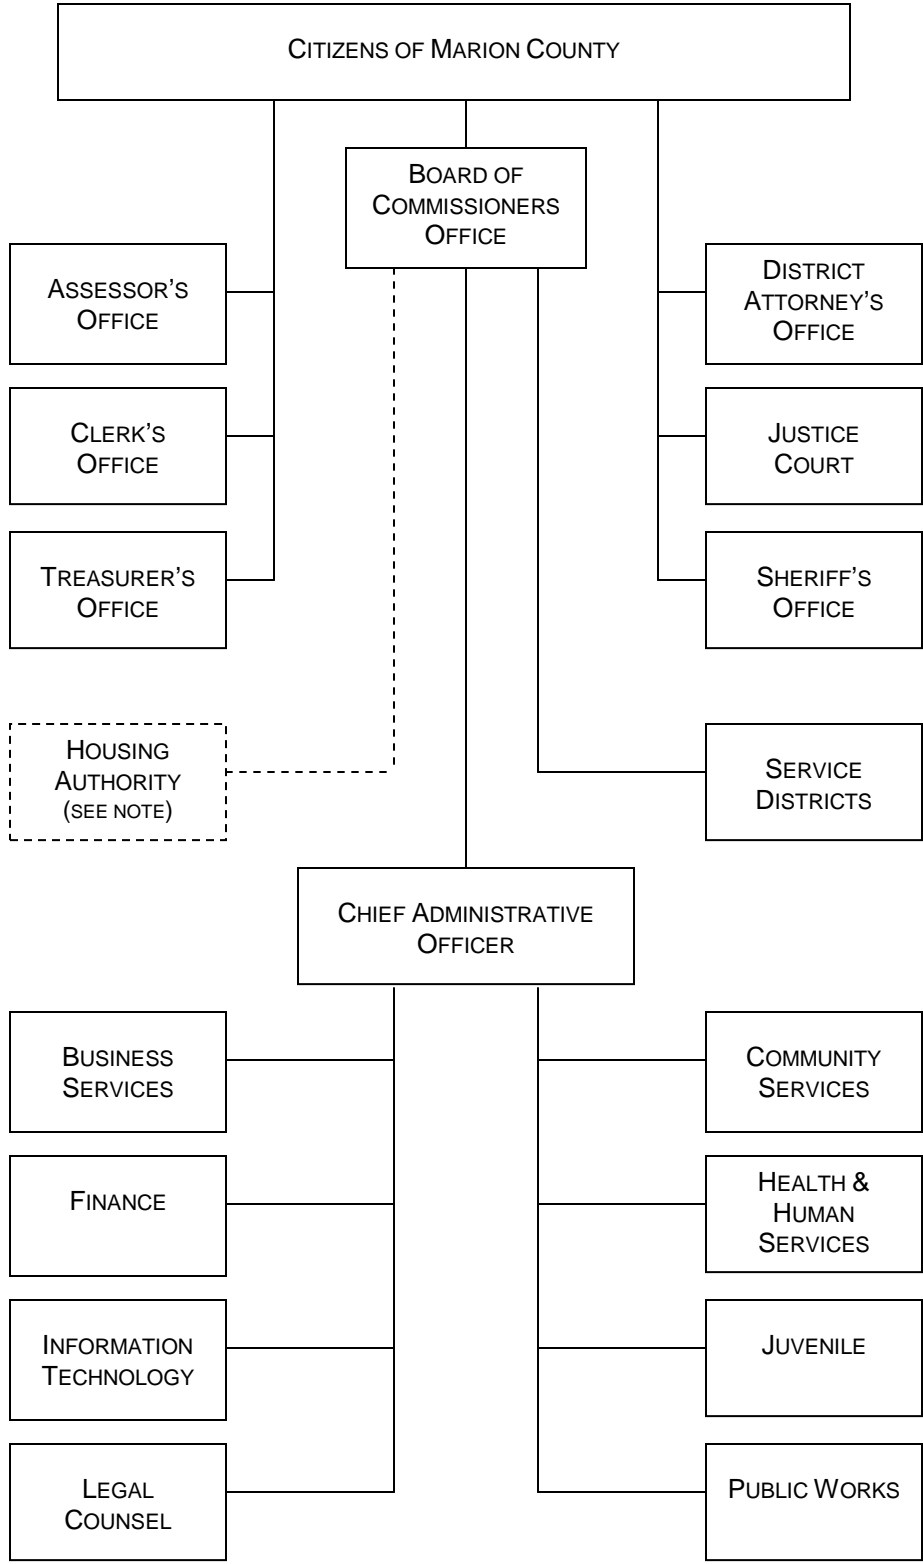 CITIZENS OF MARION COUNTY
BOARD OF
COMMISSIONERS
OFFICE
ASSESSOR'S
OFFICE
DISTRICT
ATTORNEY'S
OFFICE
CLERK'S
OFFICE
JUSTICE
COURT
TREASURER'S
OFFICE
SHERIFF'S
OFFICE
HOUSING
AUTHORITY
(SEE NOTE)
SERVICE
DISTRICTS
CHIEF ADMINISTRATIVE
OFFICER
BUSINESS
SERVICES
COMMUNITY
SERVICES
FINANCE
HEALTH &
HUMAN
SERVICES
INFORMATION
TECHNOLOGY
JUVENILE
LEGAL
COUNSEL
PUBLIC WORKS